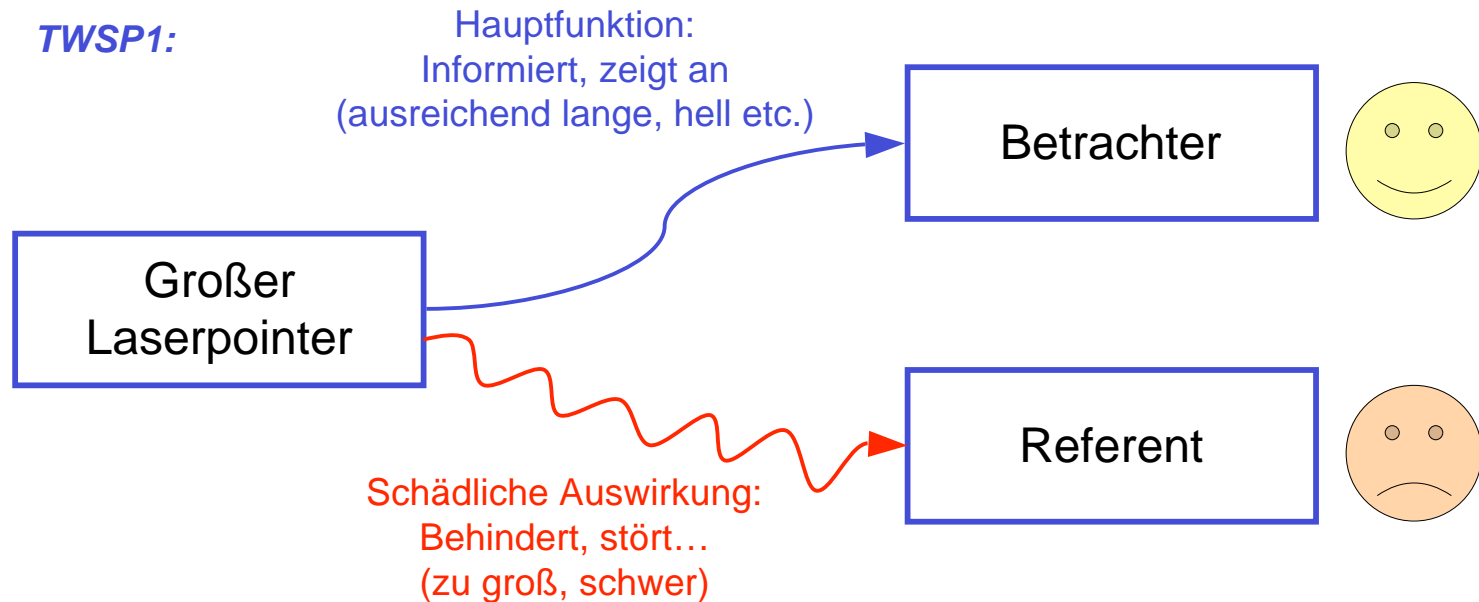 TWSP1:
Hauptfunktion:
Informiert, zeigt an
(ausreichend lange, hell etc.)
Betrachter
Großer
Laserpointer
Referent
Schädliche Auswirkung:
Behindert, stört…
(zu groß, schwer)